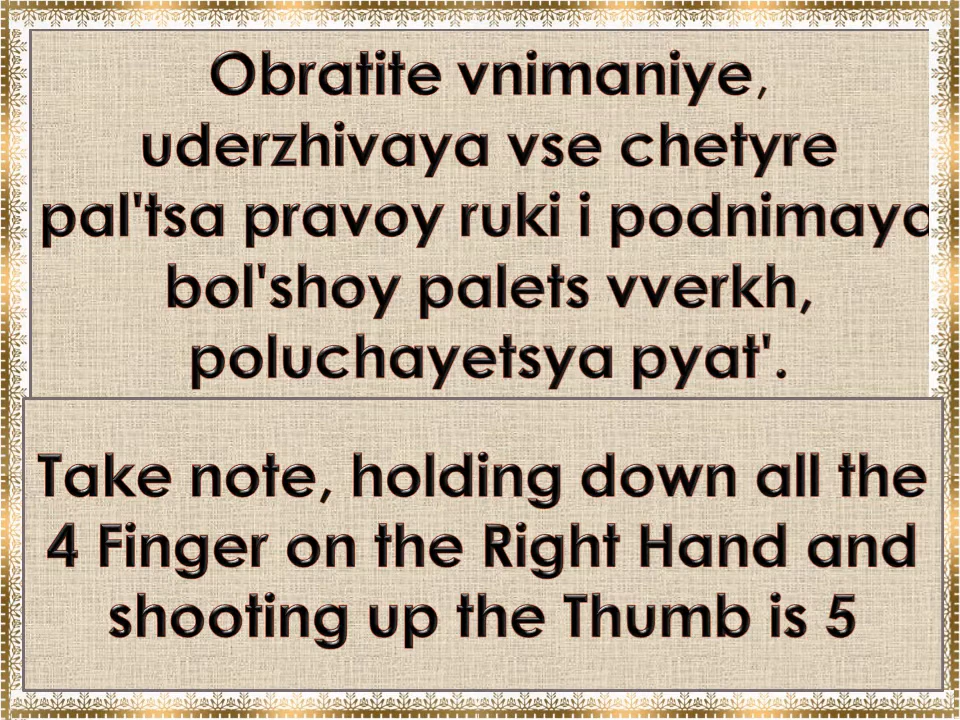 Obratite vnimaniye,
uderzhivaya vse chetyre
pal'tsa pravoy ruki i podnimaya
bol'shoy palets vverkh,
poluchayetsya pyat'.
Take note, holding down all the
4 Finger on the Right Hand and
shooting up the Thumb is 5